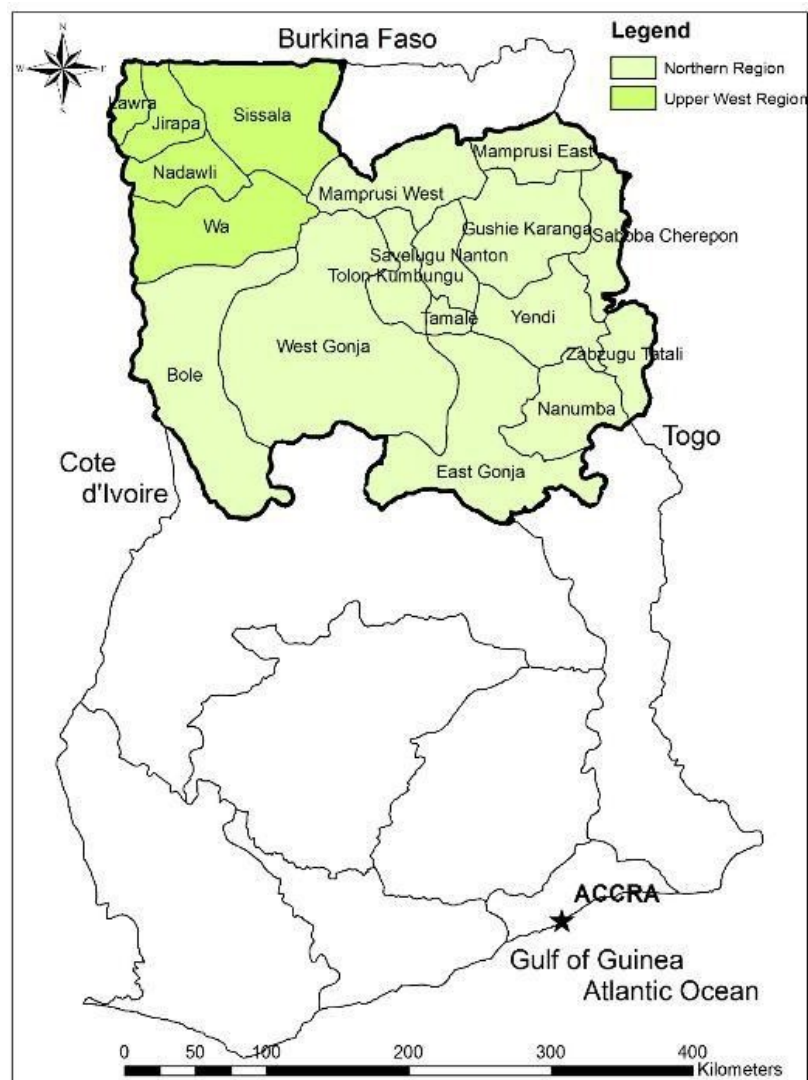 Burkina Faso
Legend
Northern Region
Upper West Region
N
W
E
S
Lawra
Jirapa
Sissala
Nadawli
Wa
Mamprusi East
Mamprusi West
Gushie Karanga
Saboba Cherepon
Savelugu Nanton
Tolon Kumbungu
Tamale
Yendi
West Gonja
Zabzugu Tatali
Bole
Nanumba
East Gonja
Togo
Cote
d'Ivoire
ACCRA
Gulf of Guinea
Atlantic Ocean
0 50 100 200 300 400
Kilometers